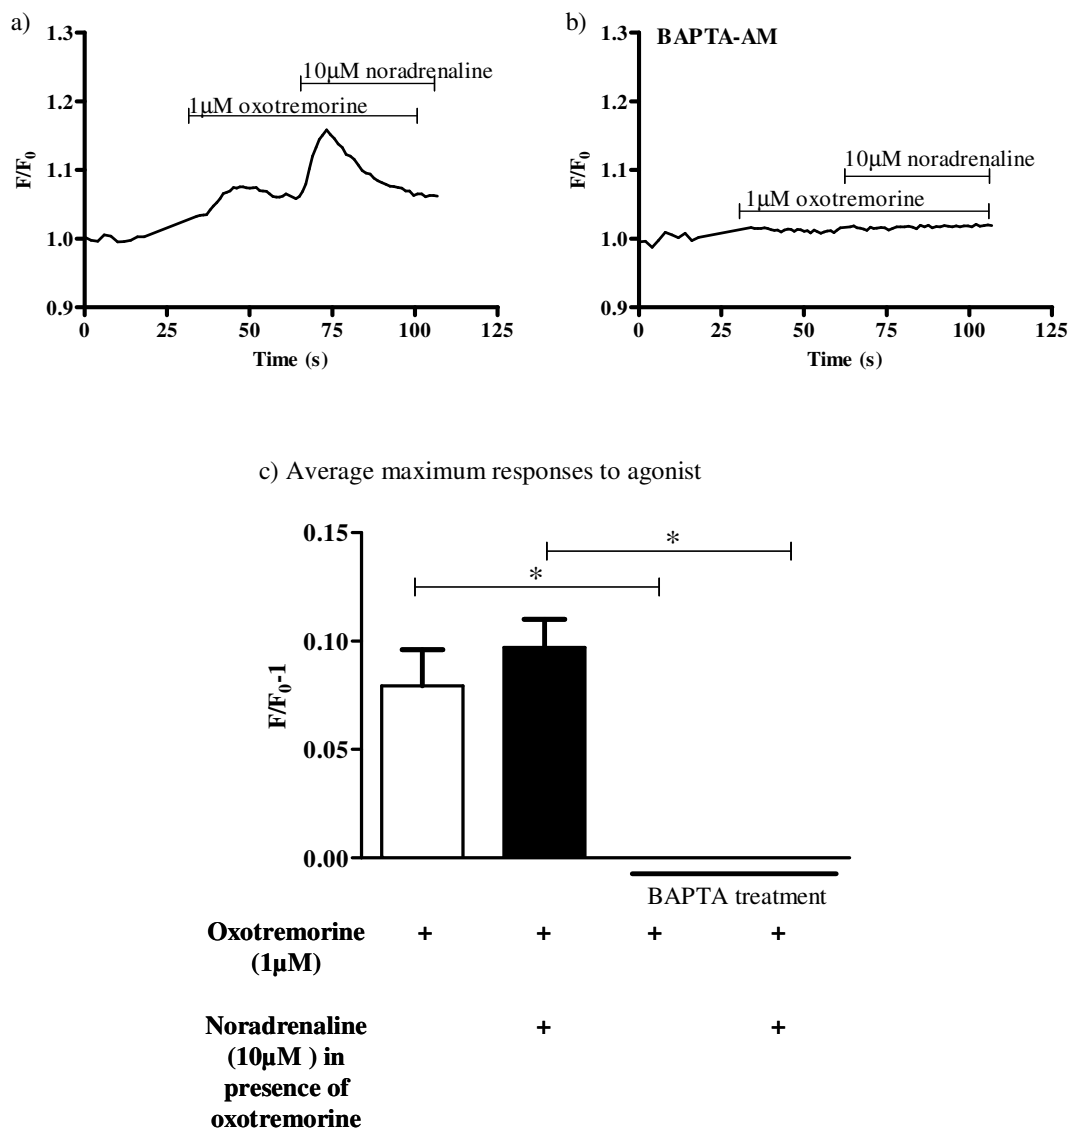 a)
1.3
1.2
1.1
1.0
0.9
F/F₀
10μM noradrenaline
1μM oxotremorine
0 25 50 75 100 125
Time (s)
b)
BAPTA-AM
1.3
1.2
1.1
1.0
0.9
F/F₀
10μM noradrenaline
1μM oxotremorine
0 25 50 75 100 125
Time (s)
c) Average maximum responses to agonist
0.15
0.10
0.05
0.00
F/F₀-1
*
*
BAPTA treatment
Oxotremorine + + + +
(1μM)
Noradrenaline + +
(10μM ) in
presence of
oxotremorine